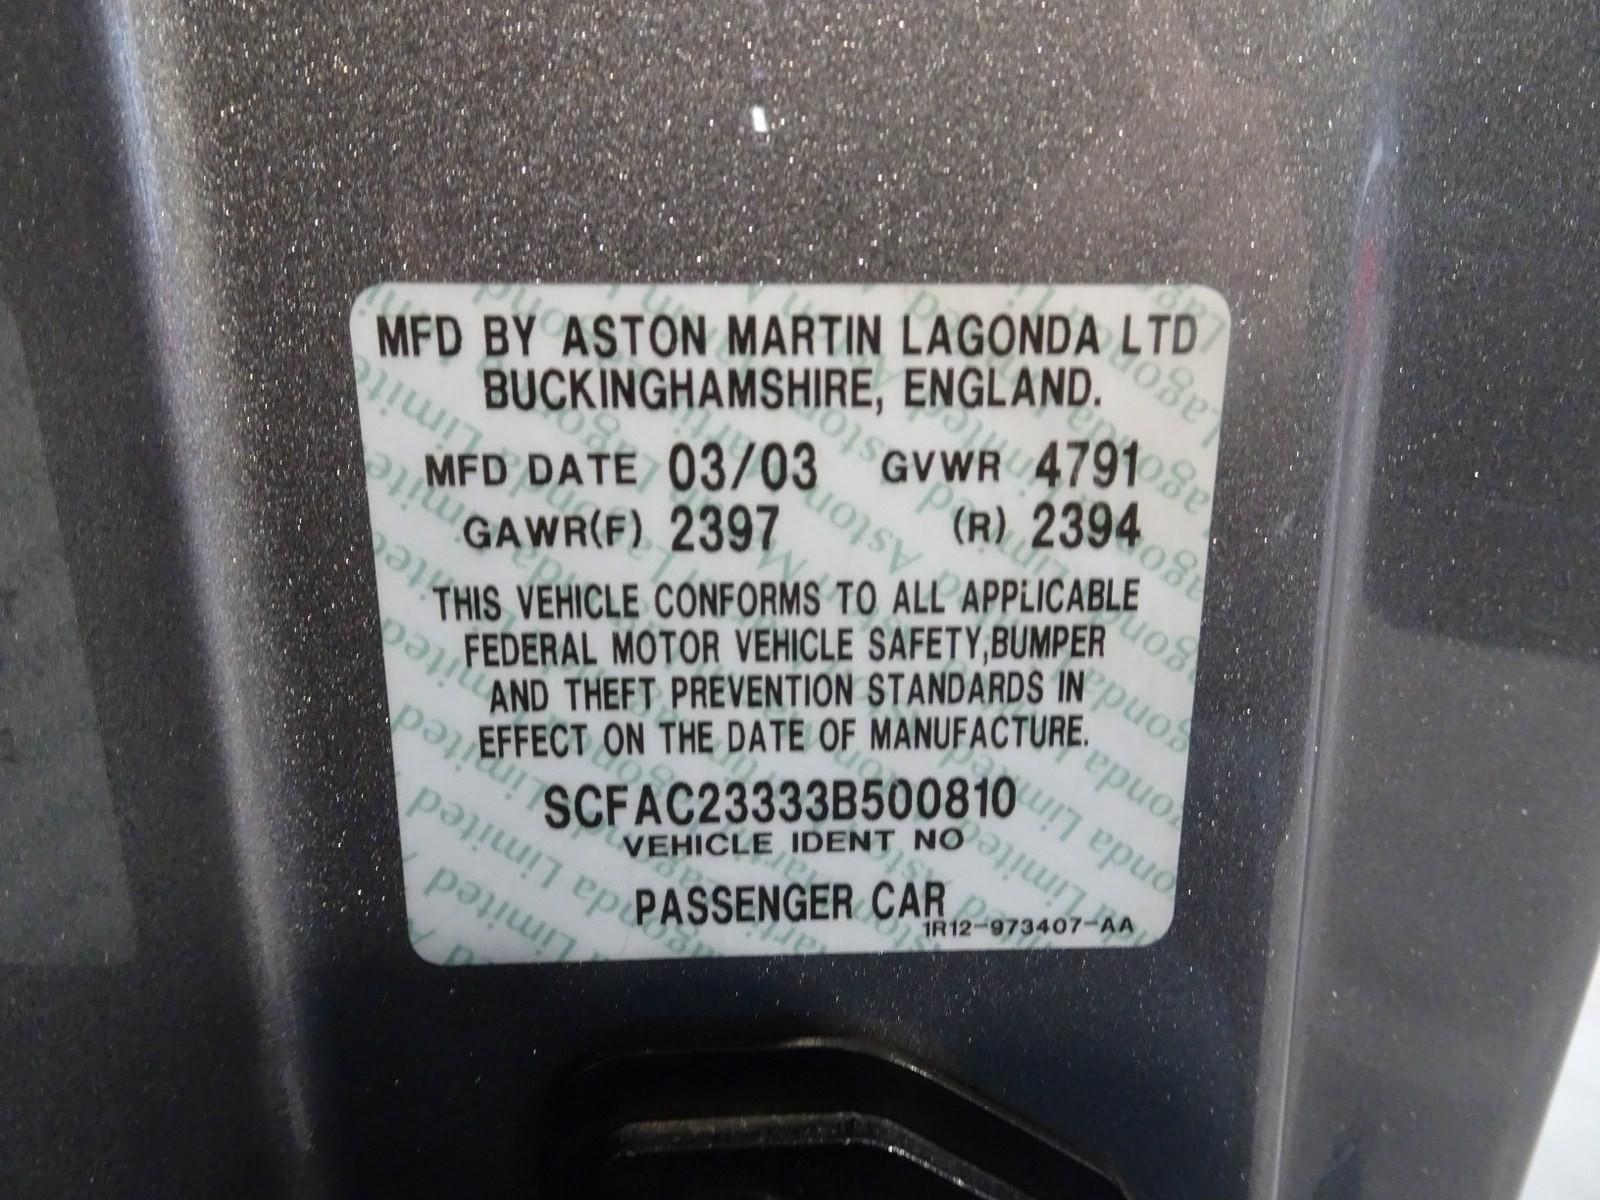 MFD BY ASTON MARTIN LAGONDA LTD
BUCKINGHAMSHIRE, ENGLAND.
MFD DATE 03/03 GVWR 4791
GAWR(F) 2397 (R) 2394
THIS VEHICLE CONFORMS TO ALL APPLICABLE
FEDERAL MOTOR VEHICLE SAFETY,BUMPER
AND THEFT PREVENTION STANDARDS IN
EFFECT ON THE DATE OF MANUFACTURE.
SCFAC23333B500810
VEHICLE IDENT NO
PASSENGER CAR
1R12-973407-AA